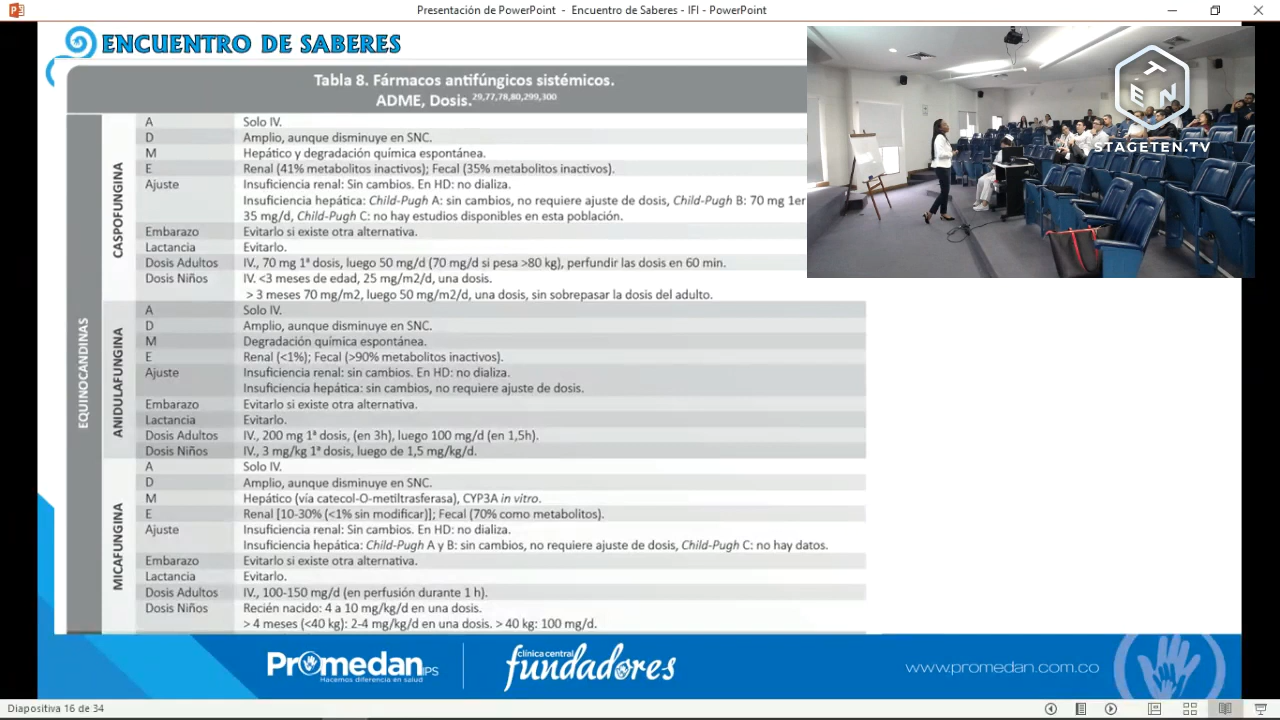 Presentación de PowerPoint - Encuentro de Saberes - IFI - PowerPoint
ENCUENTRO DE SABERES
Tabla 8. Fármacos antifúngicos sistémicos.
ADME, Dosis.29,77,78,80,299,300
EQUINOCANDINAS
CASPOFUNGINA
A Solo IV.
D Amplio, aunque disminuye en SNC.
M Hepático y degradación química espontánea.
E Renal (41% metabolitos inactivos); Fecal (35% metabolitos inactivos).
Ajuste Insuficiencia renal: Sin cambios. En HD: no dializa.
Insuficiencia hepática: Child-Pugh A: sin cambios, no requiere ajuste de dosis, Child-Pugh B: 70 mg 1er
35 mg/d, Child-Pugh C: no hay estudios disponibles en esta población.
Embarazo Evitarlo si existe otra alternativa.
Lactancia Evitarlo.
Dosis Adultos IV., 70 mg 1ª dosis, luego 50 mg/d (70 mg/d si pesa >80 kg), perfundir las dosis en 60 min.
Dosis Niños IV. <3 meses de edad, 25 mg/m2/d, una dosis.
> 3 meses 70 mg/m2, luego 50 mg/m2/d, una dosis, sin sobrepasar la dosis del adulto.
ANIDULAFUNGINA
A Solo IV.
D Amplio, aunque disminuye en SNC.
M Degradación química espontánea.
E Renal (<1%); Fecal (>90% metabolitos inactivos).
Ajuste Insuficiencia renal: sin cambios. En HD: no dializa.
Insuficiencia hepática: sin cambios, no requiere ajuste de dosis.
Embarazo Evitarlo si existe otra alternativa.
Lactancia Evitarlo.
Dosis Adultos IV., 200 mg 1ª dosis, (en 3h), luego 100 mg/d (en 1,5h).
Dosis Niños IV., 3 mg/kg 1ª dosis, luego de 1,5 mg/kg/d.
MICAFUNGINA
A Solo IV.
D Amplio, aunque disminuye en SNC.
M Hepático (vía catecol-O-metiltrasferasa), CYP3A in vitro.
E Renal [10-30% (<1% sin modificar)]; Fecal (70% como metabolitos).
Ajuste Insuficiencia renal: Sin cambios. En HD: no dializa.
Insuficiencia hepática: Child-Pugh A y B: sin cambios, no requiere ajuste de dosis, Child-Pugh C: no hay datos.
Embarazo Evitarlo si existe otra alternativa.
Lactancia Evitarlo.
Dosis Adultos IV., 100-150 mg/d (en perfusión durante 1 h).
Dosis Niños Recién nacido: 4 a 10 mg/kg/d en una dosis.
> 4 meses (<40 kg): 2-4 mg/kg/d en una dosis. > 40 kg: 100 mg/d.
TEN
STAGETEN.TV
Promedan IPS
Hacemos diferencia en salud
clínica central
fundadores
www.promedan.com.co
Diapositiva 16 de 34